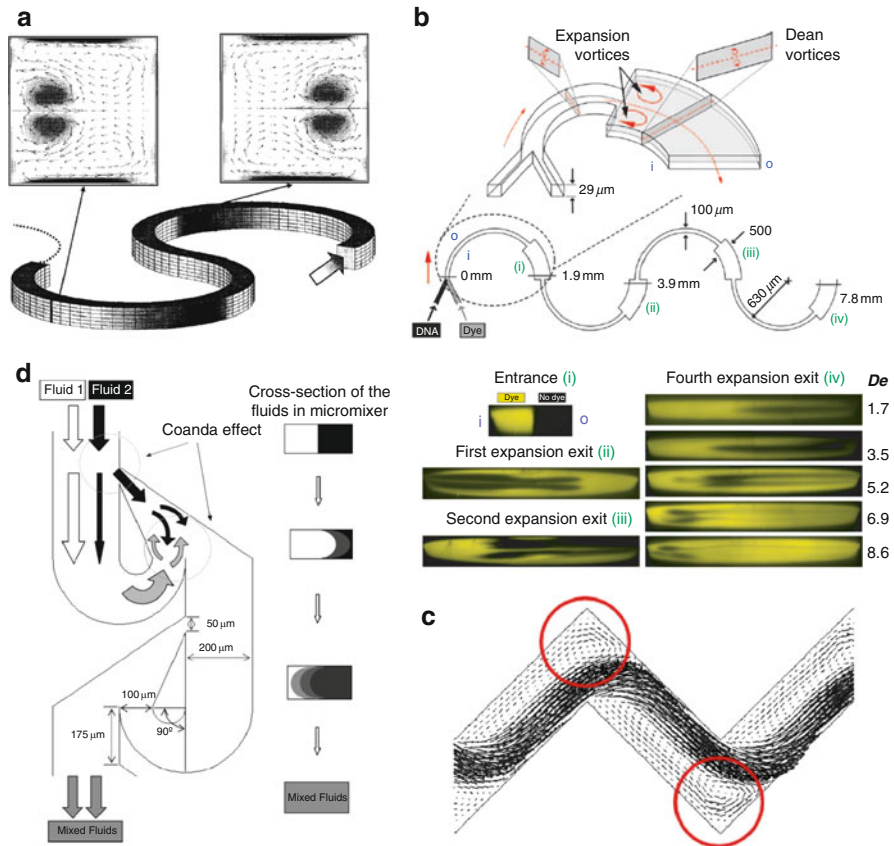 a
b
Expansion
vortices
Dean
vortices
i
o
29 μm
100 μm
500
o
i
(i)
(iii)
0 mm
1.9 mm
3.9 mm
630 μm
7.8 mm
(ii)
(iv)
DNA
Dye
d
Fluid 1
Fluid 2
Coanda effect
Cross-section of the
fluids in micromixer
50 μm
200 μm
100 μm
90º
175 μm
Mixed Fluids
Mixed Fluids
Entrance (i)
Dye
No dye
i
o
First expansion exit (ii)
Second expansion exit (iii)
Fourth expansion exit (iv)
De
1.7
3.5
5.2
6.9
8.6
c